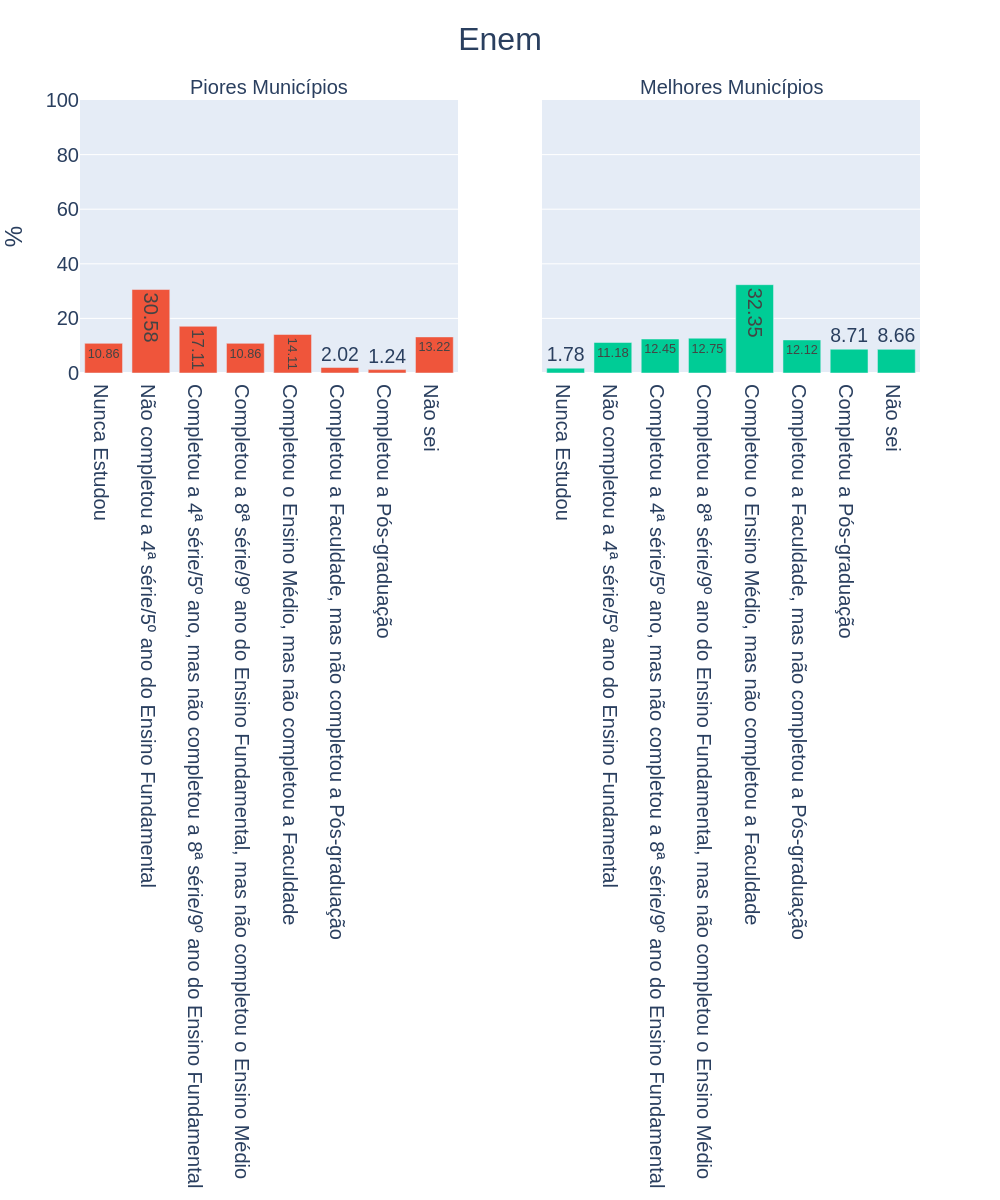 Enem
Piores Municípios
Melhores Municípios
%
100
80
60
40
20
0
10.86
30.58
17.11
10.86
14.11
2.02
1.24
13.22
1.78
11.18
12.45
12.75
32.35
12.12
8.71
8.66
Nunca Estudou
Não completou a 4ª série/5º ano do Ensino Fundamental
Completou a 4ª série/5º ano, mas não completou a 8ª série/9º ano do Ensino Fundamental
Completou a 8ª série/9º ano do Ensino Fundamental, mas não completou o Ensino Médio
Completou o Ensino Médio, mas não completou a Faculdade
Completou a Faculdade, mas não completou a Pós-graduação
Completou a Pós-graduação
Não sei
Nunca Estudou
Não completou a 4ª série/5º ano do Ensino Fundamental
Completou a 4ª série/5º ano, mas não completou a 8ª série/9º ano do Ensino Fundamental
Completou a 8ª série/9º ano do Ensino Fundamental, mas não completou o Ensino Médio
Completou o Ensino Médio, mas não completou a Faculdade
Completou a Faculdade, mas não completou a Pós-graduação
Completou a Pós-graduação
Não sei